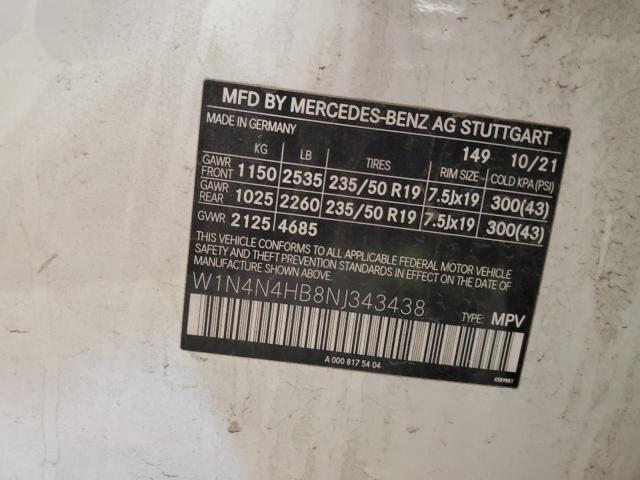 MFD BY MERCEDES-BENZ AG STUTTGART
MADE IN GERMANY 149 10/21
KG LB TIRES RIM SIZE COLD KPA(PSI)
GAWR FRONT 1150 2535 235/50 R19 7.5Jx19 300(43)
GAWR REAR 1025 2260 235/50 R19 7.5Jx19 300(43)
GVWR 2125 4685
THIS VEHICLE CONFORMS TO ALL APPLICABLE FEDERAL MOTOR VEHICLE
SAFETY AND THEFT PREVENTION STANDARDS IN EFFECT ON THE DATE OF
MANUFACTURE SHOWN ABOVE.
W1N4N4HB8NJ343438 TYPE: MPV
A 000 817 54 04